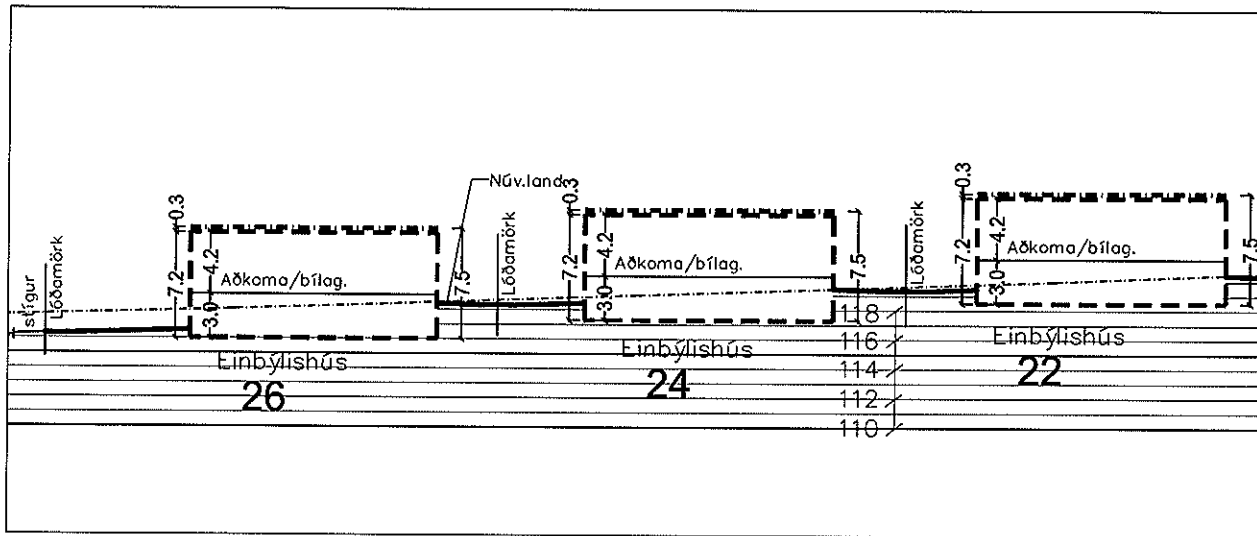 stígur
Lóðamörk
7.2
0.3
4.2
3.0
Aðkoma/bílag.
7.5
Einbýlishús
26
Núv.land
Lóðamörk
7.2
0.3
4.2
3.0
Aðkoma/bílag.
7.5
Einbýlishús
24
118
116
114
112
110
Lóðamörk
7.2
0.3
4.2
3.0
Aðkoma/bílag.
7.5
Einbýlishús
22